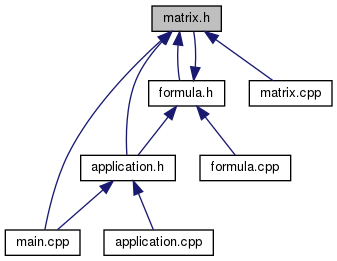 matrix.h
formula.h
matrix.cpp
application.h
formula.cpp
main.cpp
application.cpp